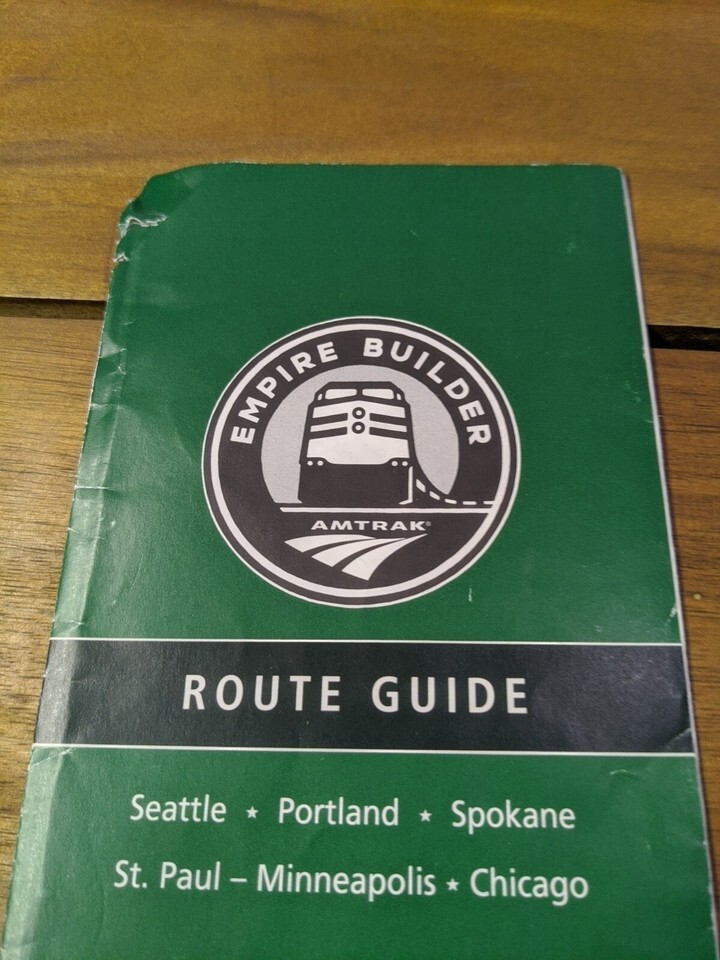 EMPIRE BUILDER
AMTRAK®
ROUTE GUIDE
Seattle ★ Portland ★ Spokane
St. Paul – Minneapolis ★ Chicago